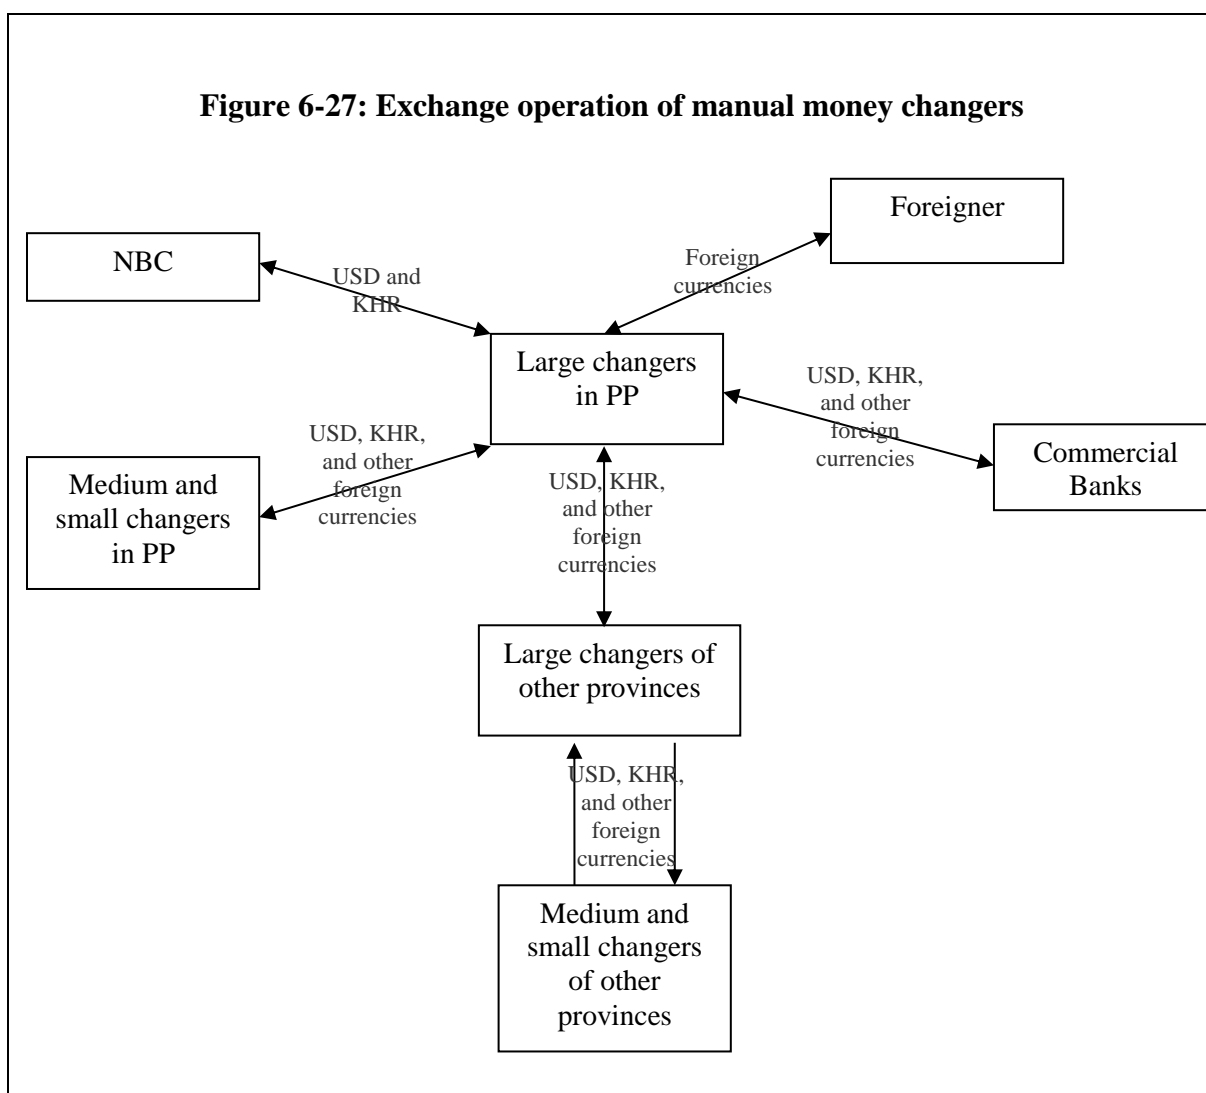 Figure 6-27: Exchange operation of manual money changers
Foreigner
NBC
Foreign
currencies
USD and
KHR
Large changers
in PP
USD, KHR,
and other
foreign
currencies
USD, KHR,
and other
foreign
currencies
Commercial
Banks
Medium and
small changers
in PP
USD, KHR,
and other
foreign
currencies
Large changers of
other provinces
USD, KHR,
and other
foreign
currencies
Medium and
small changers
of other
provinces